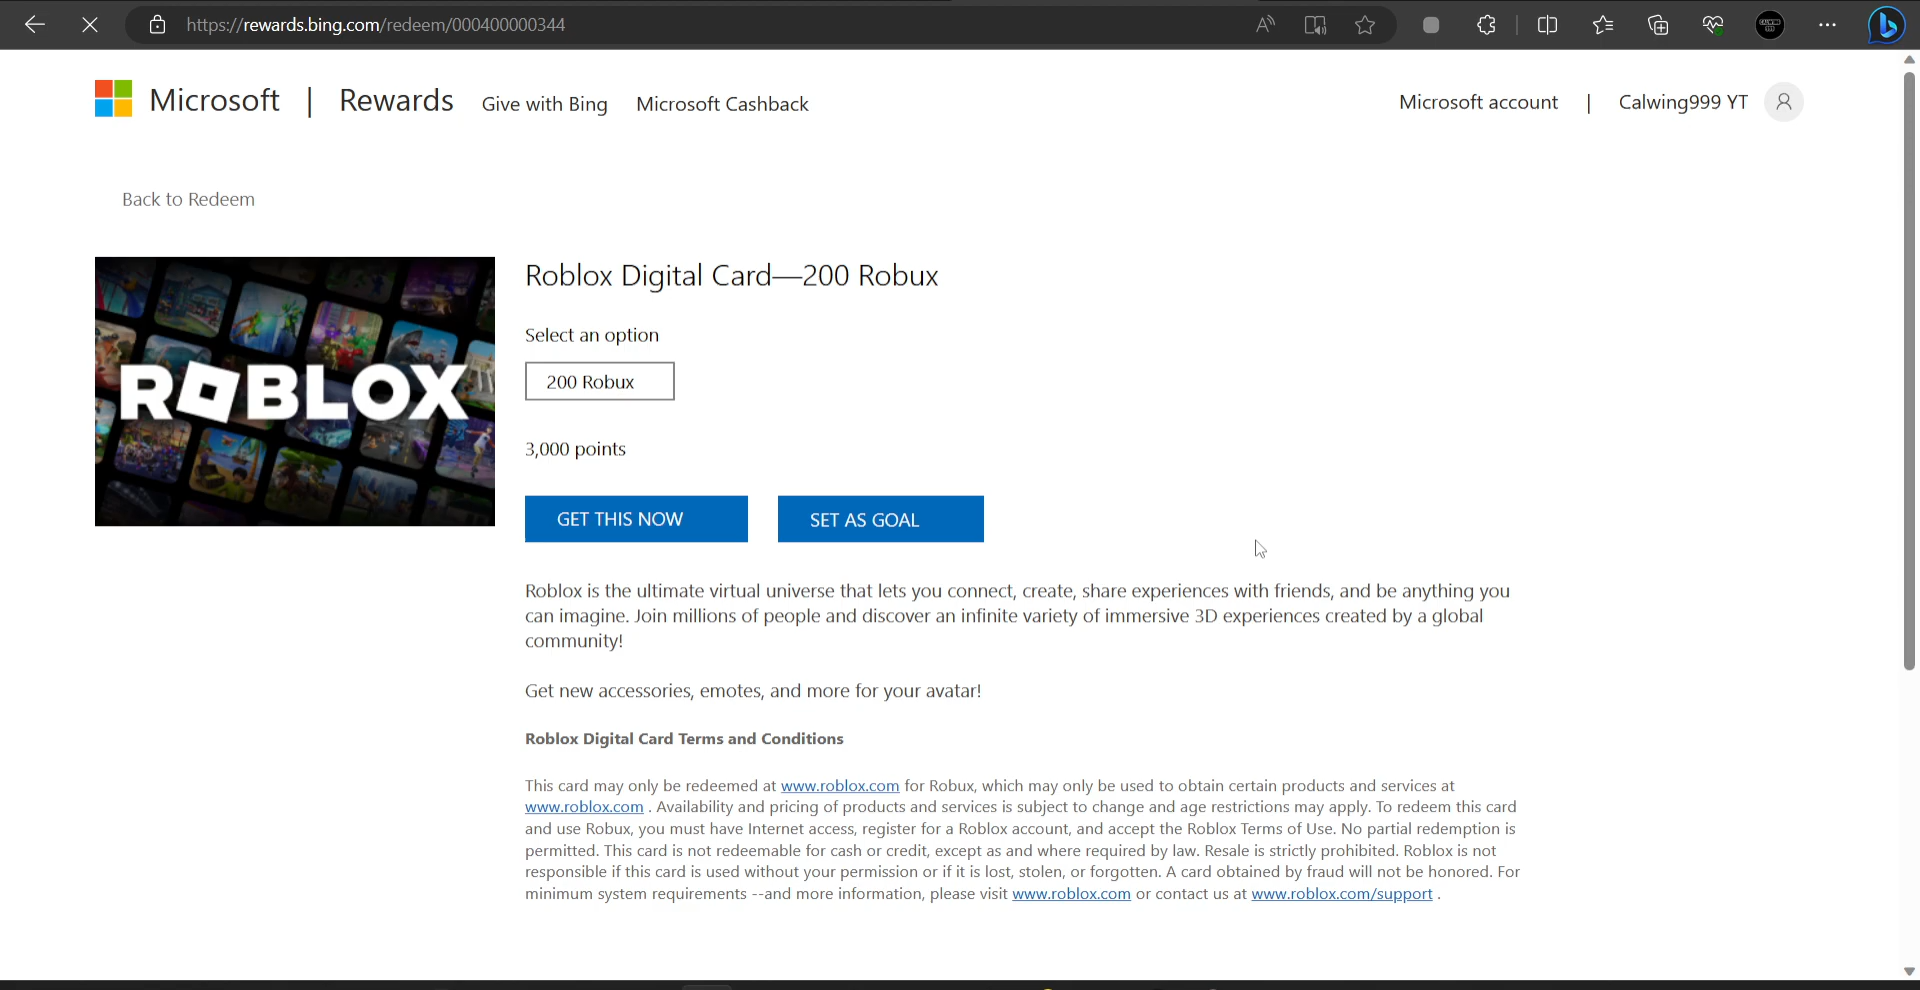 https://rewards.bing.com/redeem/000400000344
Microsoft | Rewards Give with Bing Microsoft Cashback Microsoft account | Calwing999 YT
Back to Redeem
ROBLOX
Roblox Digital Card—200 Robux
Select an option
200 Robux
3,000 points
GET THIS NOW SET AS GOAL
Roblox is the ultimate virtual universe that lets you connect, create, share experiences with friends, and be anything you
can imagine. Join millions of people and discover an infinite variety of immersive 3D experiences created by a global
community!
Get new accessories, emotes, and more for your avatar!
Roblox Digital Card Terms and Conditions
This card may only be redeemed at www.roblox.com for Robux, which may only be used to obtain certain products and services at
www.roblox.com . Availability and pricing of products and services is subject to change and age restrictions may apply. To redeem this card
and use Robux, you must have Internet access, register for a Roblox account, and accept the Roblox Terms of Use. No partial redemption is
permitted. This card is not redeemable for cash or credit, except as and where required by law. Resale is strictly prohibited. Roblox is not
responsible if this card is used without your permission or if it is lost, stolen, or forgotten. A card obtained by fraud will not be honored. For
minimum system requirements --and more information, please visit www.roblox.com or contact us at www.roblox.com/support .